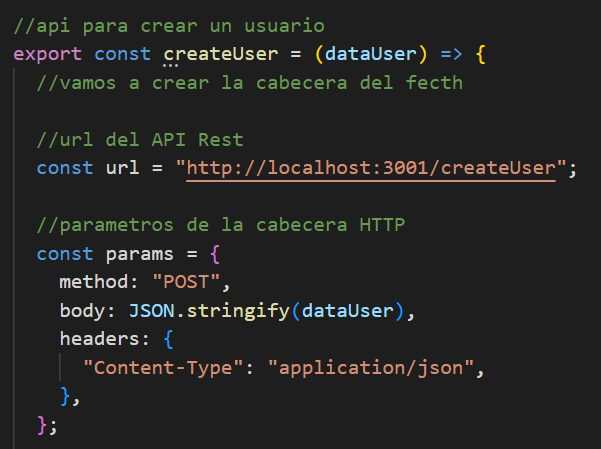 //api para crear un usuario
export const createUser = (dataUser) => {
//vamos a crear la cabecera del fecth
//url del API Rest
const url = "http://localhost:3001/createUser";
//parametros de la cabecera HTTP
const params = {
method: "POST",
body: JSON.stringify(dataUser),
headers: {
"Content-Type": "application/json",
},
};